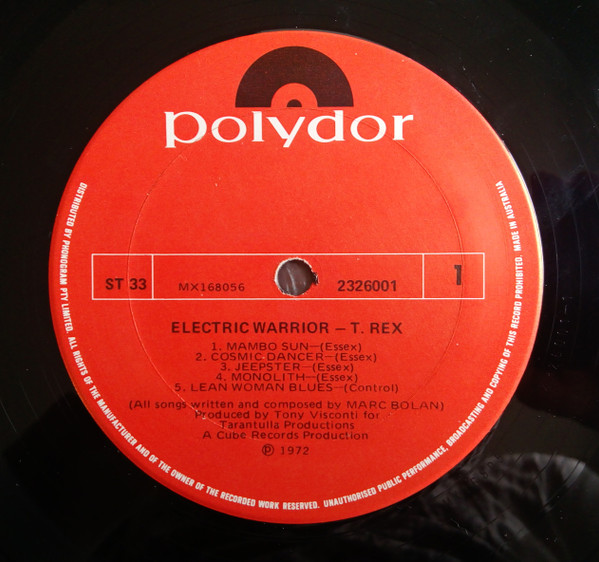 polydor
ST 33
MX168056
2326001
1
ELECTRIC WARRIOR — T. REX
1. MAMBO SUN—(Essex)
2. COSMIC DANCER—(Essex)
3. JEEPSTER—(Essex)
4. MONOLITH—(Essex)
5. LEAN WOMAN BLUES—(Control)
(All songs written and composed by MARC BOLAN)
Produced by Tony Visconti for
Tarantulla Productions
A Cube Records Production
Ⓟ 1972
DISTRIBUTED BY PHONOGRAM PTY LIMITED. ALL RIGHTS OF THE MANUFACTURER AND OF THE OWNER OF THE RECORDED WORK RESERVED. UNAUTHORISED PUBLIC PERFORMANCE, BROADCASTING AND COPYING OF THIS RECORD PROHIBITED. MADE IN AUSTRALIA